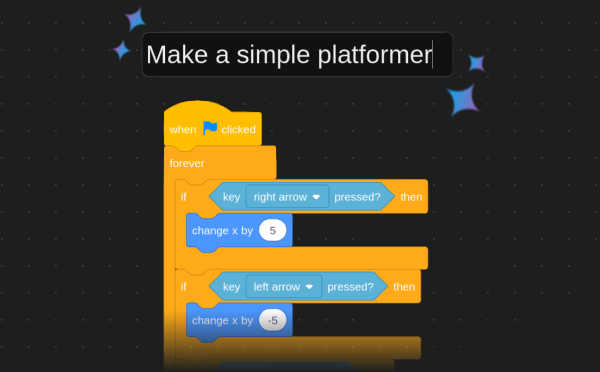 Make a simple platformer
when clicked
forever
if key right arrow pressed? then
change x by 5
if key left arrow pressed? then
change x by -5